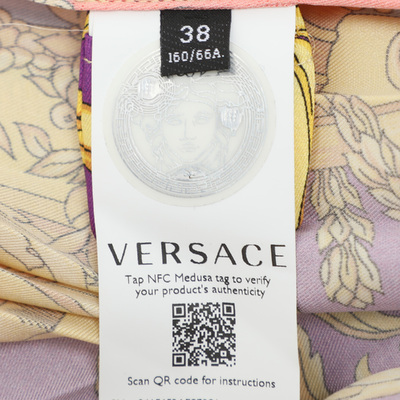 38
160/66A.
VERSACE
Tap NFC Medusa tag to verify
your product's authenticity
Scan QR code for instructions